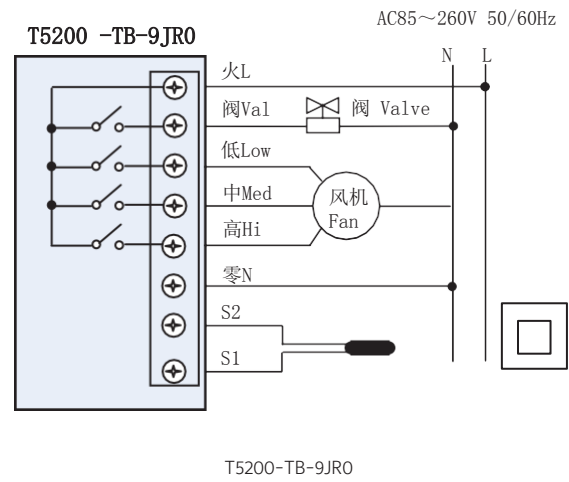 AC85～260V 50/60Hz
T5200 -TB-9JR0
N L
火L
阀Val
阀 Valve
低Low
中Med
风机
Fan
高Hi
零N
S2
S1
T5200-TB-9JR0